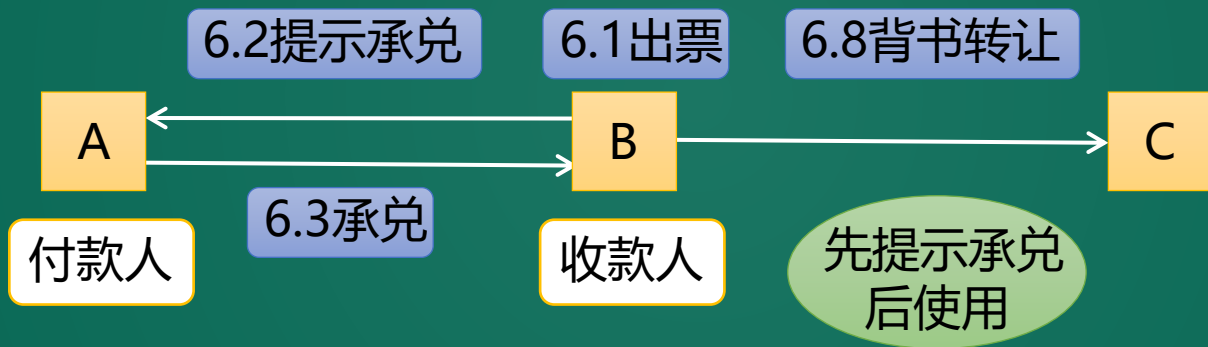 6.2提示承兑
6.1出票
6.8背书转让
A
B
C
6.3承兑
付款人
收款人
先提示承兑
后使用